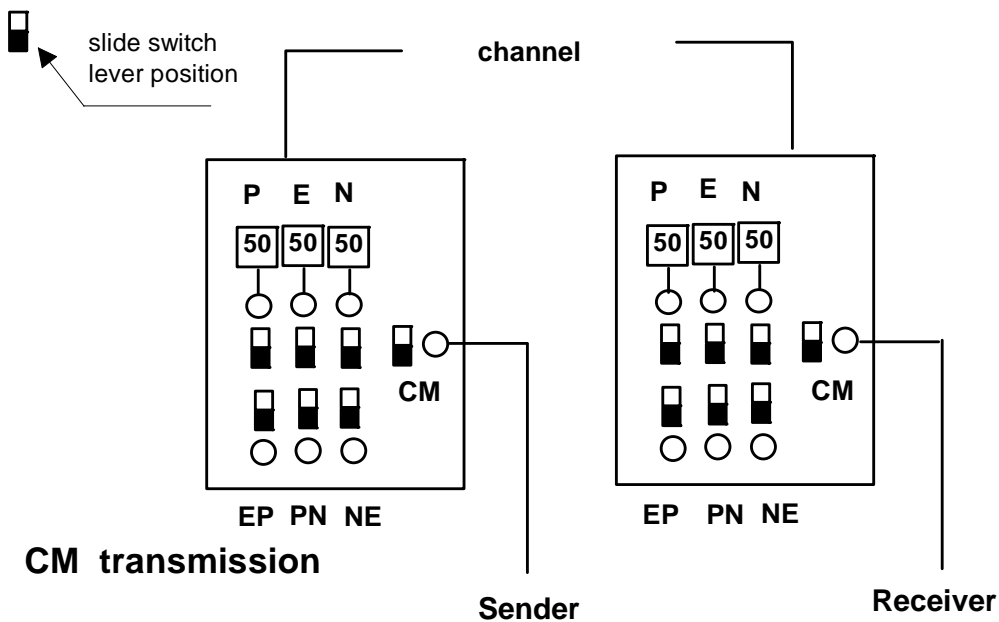 slide switch
lever position
channel
P E N
50 50 50
CM
EP PN NE
P E N
50 50 50
CM
EP PN NE
CM transmission
Sender
Receiver